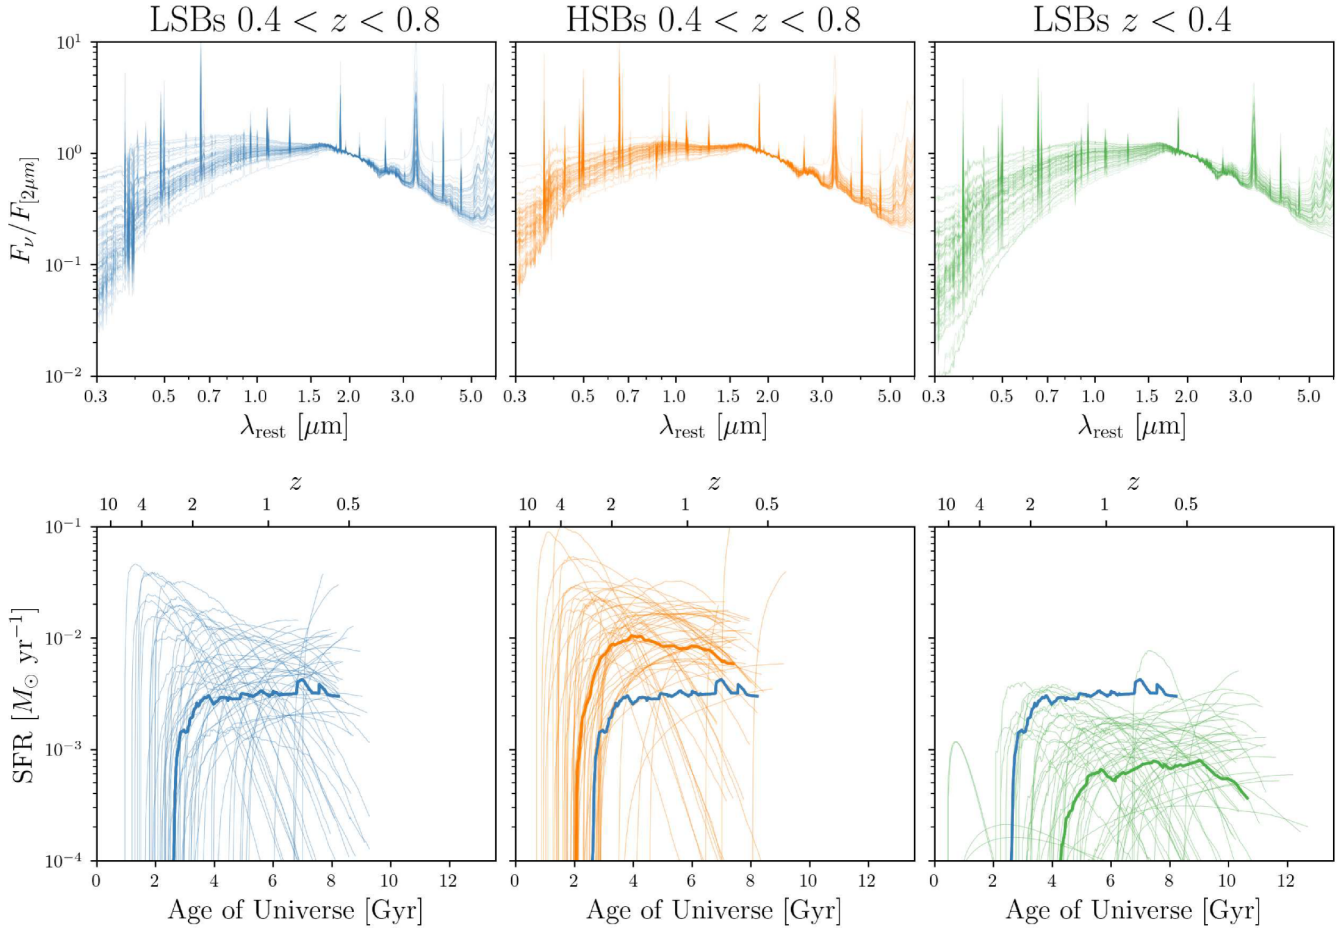 LSBs 0.4 < z < 0.8 HSBs 0.4 < z < 0.8 LSBs z < 0.4
10^1
10^0
10^{-1}
10^{-2}
F_ν/F_{[2μm]}
0.3 0.5 0.7 1.0 1.5 2.0 3.0 5.0 0.3 0.5 0.7 1.0 1.5 2.0 3.0 5.0 0.3 0.5 0.7 1.0 1.5 2.0 3.0 5.0
λ_rest [μm] λ_rest [μm] λ_rest [μm]
z z z
10 4 2 1 0.5 10 4 2 1 0.5 10 4 2 1 0.5
10^{-1}
10^{-2}
10^{-3}
10^{-4}
SFR [M_⊙ yr^{-1}]
0 2 4 6 8 10 12 0 2 4 6 8 10 12 0 2 4 6 8 10 12
Age of Universe [Gyr] Age of Universe [Gyr] Age of Universe [Gyr]